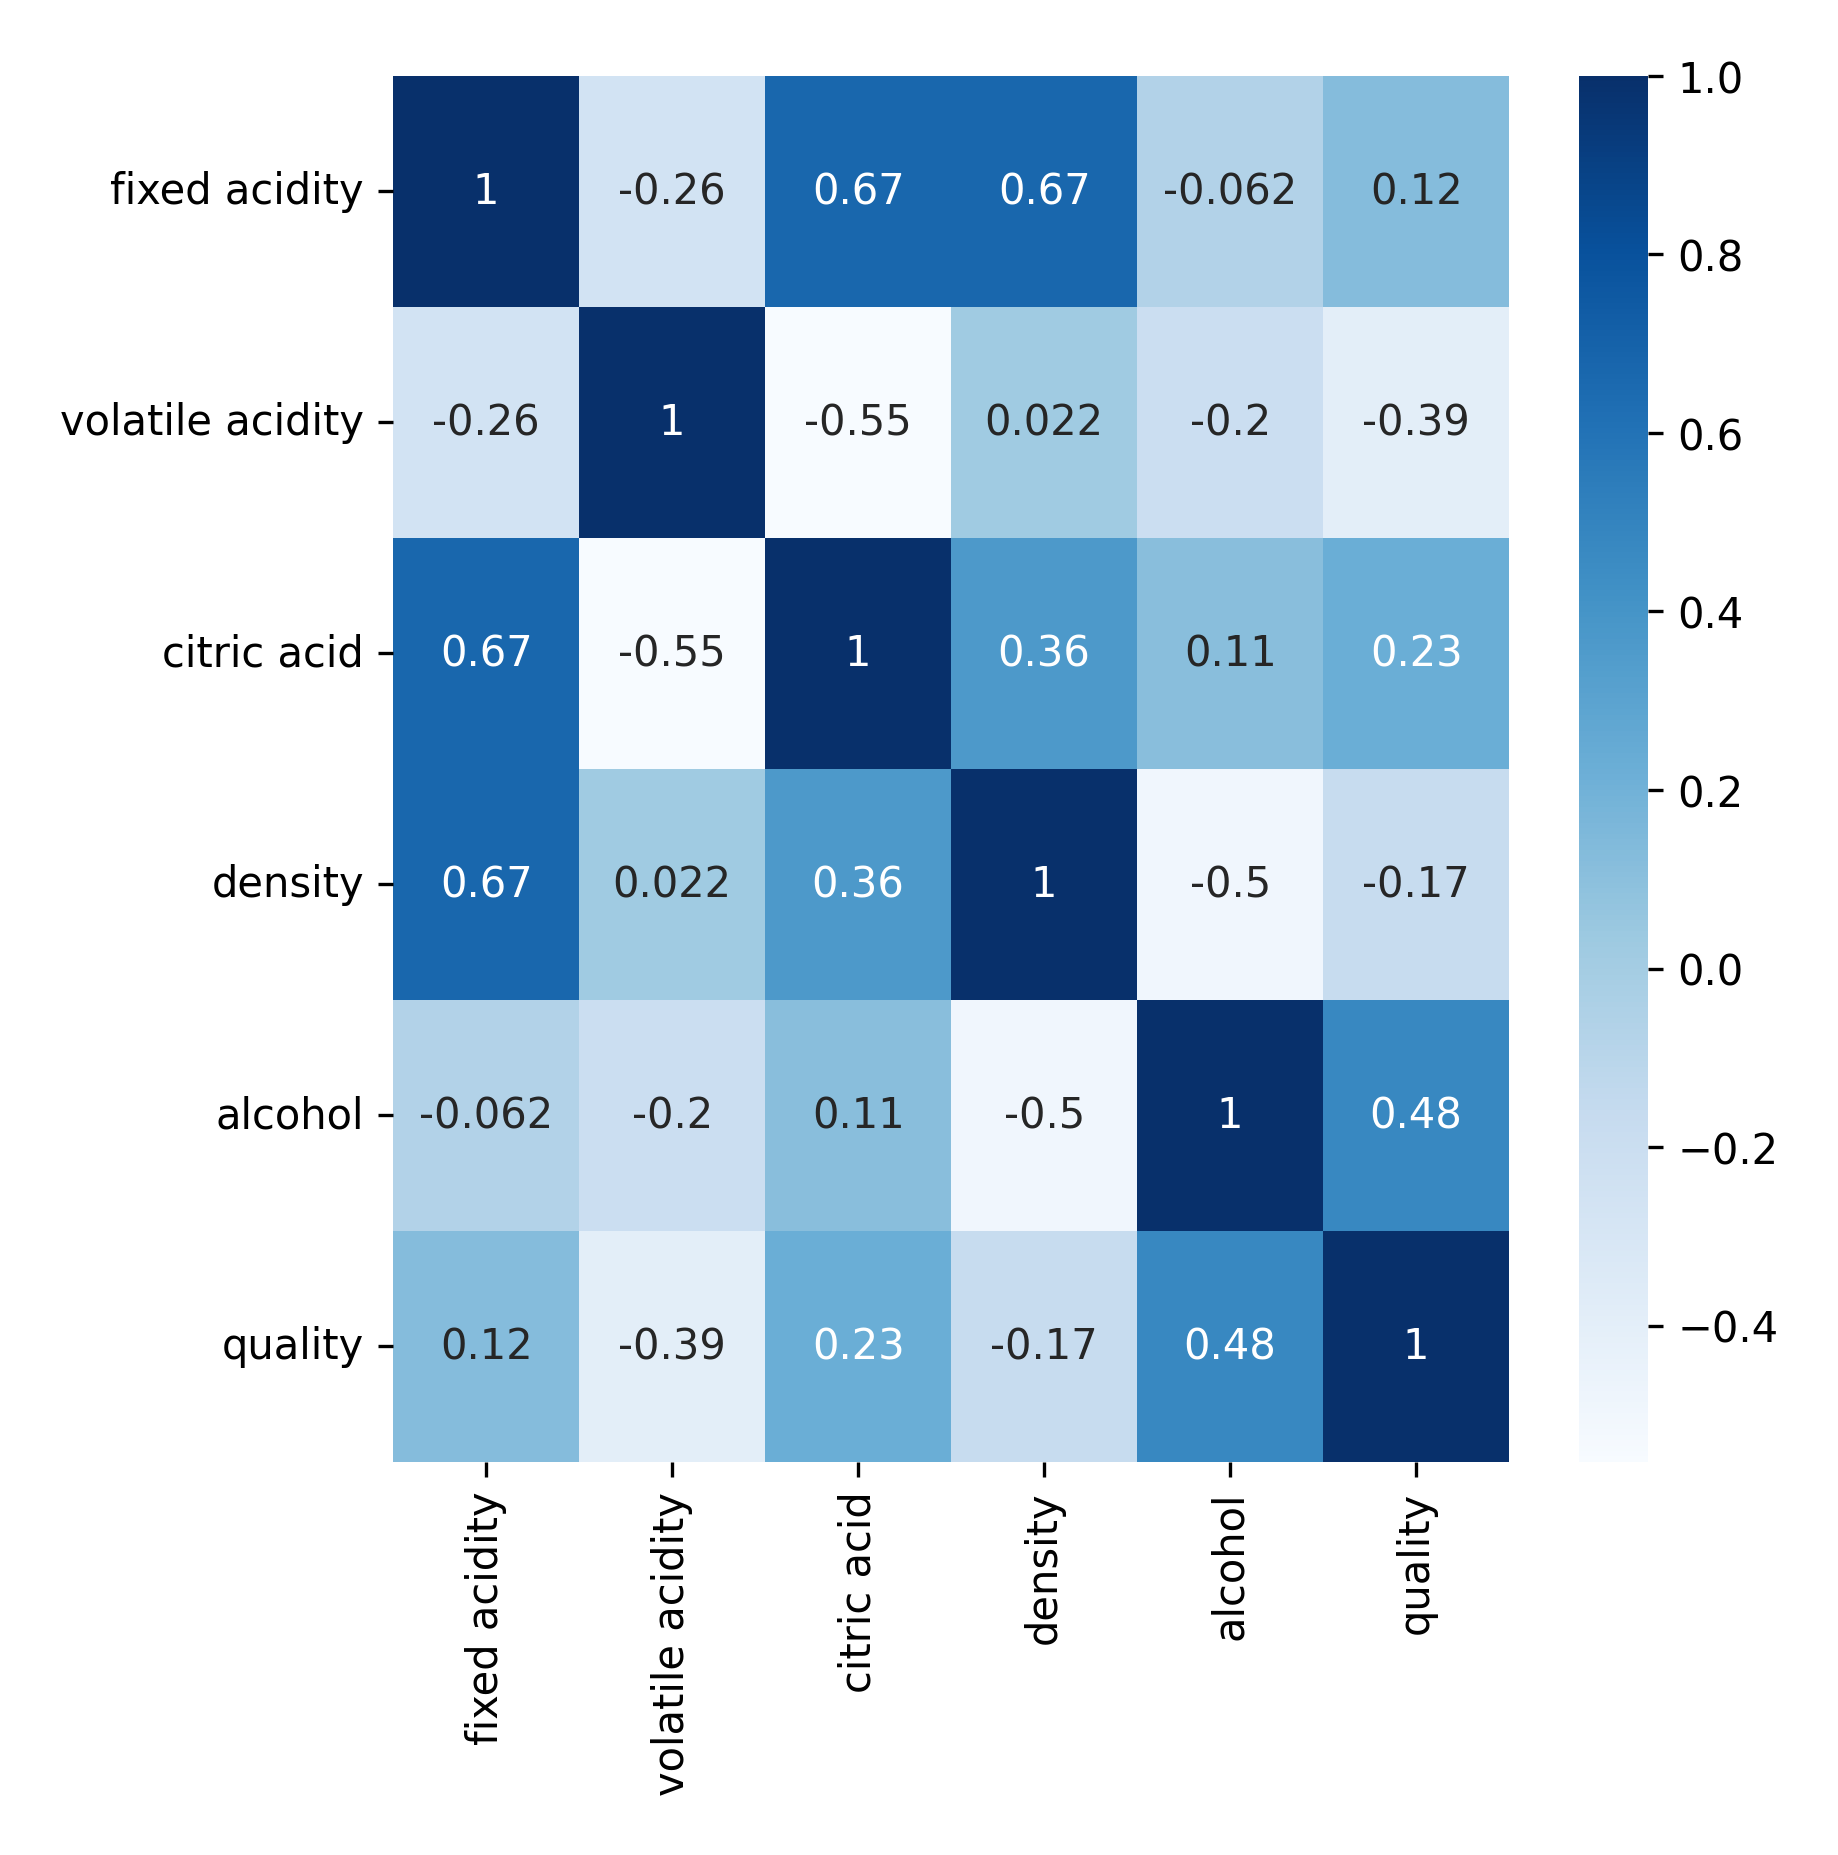 fixed acidity 1 -0.26 0.67 0.67 -0.062 0.12
volatile acidity -0.26 1 -0.55 0.022 -0.2 -0.39
citric acid 0.67 -0.55 1 0.36 0.11 0.23
density 0.67 0.022 0.36 1 -0.5 -0.17
alcohol -0.062 -0.2 0.11 -0.5 1 0.48
quality 0.12 -0.39 0.23 -0.17 0.48 1
fixed acidity
volatile acidity
citric acid
density
alcohol
quality
1.0
0.8
0.6
0.4
0.2
0.0
−0.2
−0.4